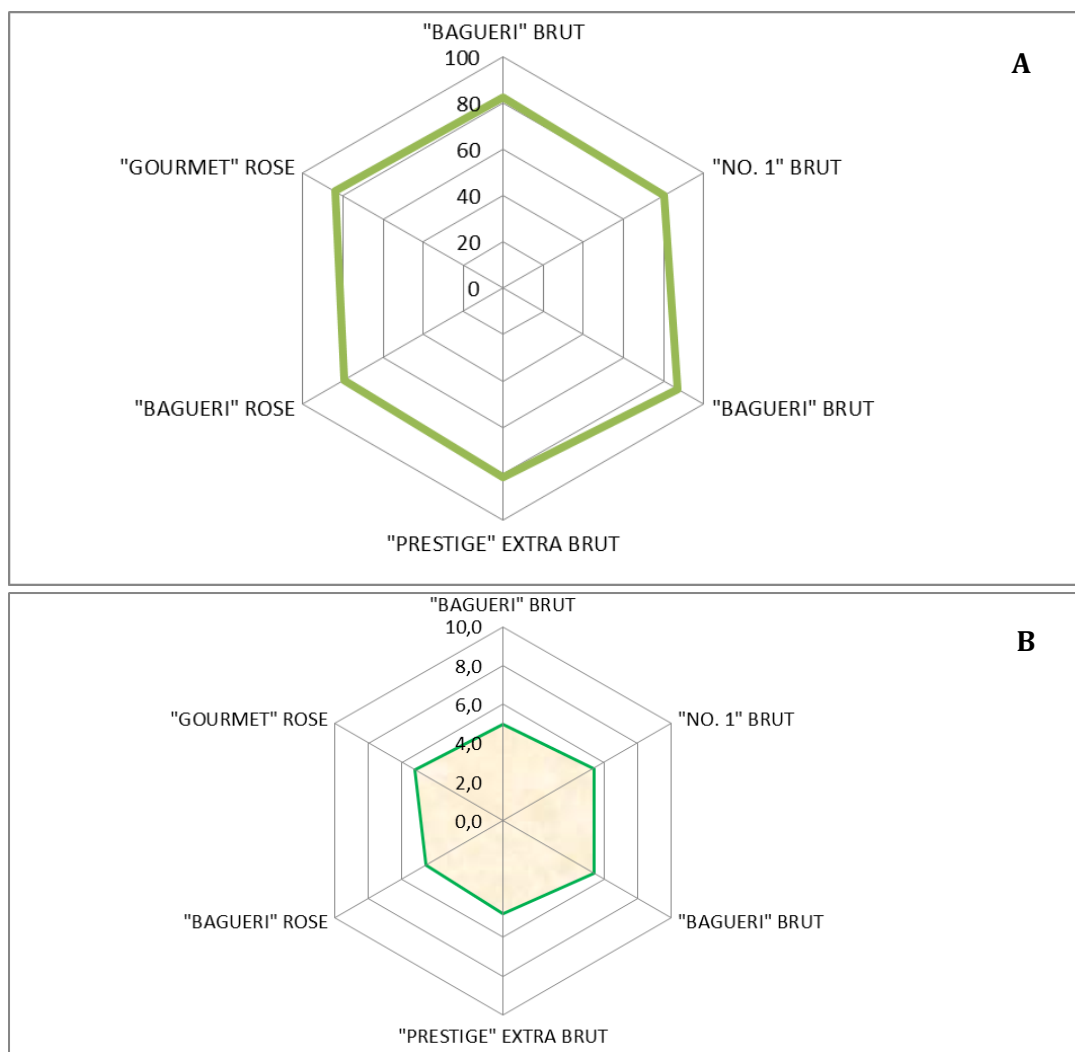 "BAGUERI" BRUT
100
A
80
"GOURMET" ROSE
"NO. 1" BRUT
60
40
20
0
"BAGUERI" ROSE
"BAGUERI" BRUT
"PRESTIGE" EXTRA BRUT
"BAGUERI" BRUT
10,0
B
8,0
"GOURMET" ROSE
"NO. 1" BRUT
6,0
4,0
2,0
0,0
"BAGUERI" ROSE
"BAGUERI" BRUT
"PRESTIGE" EXTRA BRUT